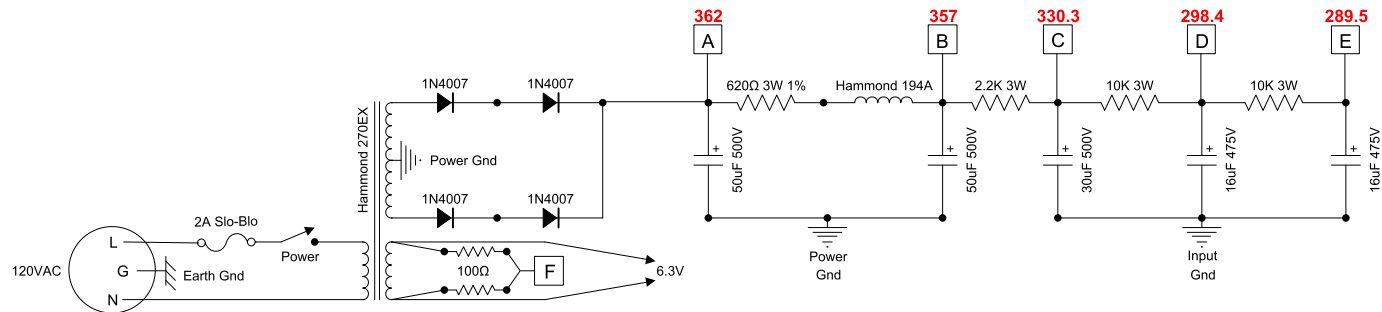 362
357
330.3
298.4
289.5
A
B
C
D
E
1N4007
1N4007
620Ω 3W 1%
Hammond 194A
2.2K 3W
10K 3W
10K 3W
Hammond 270EX
Power Gnd
+
50uF 500V
+
50uF 500V
+
30uF 500V
+
16uF 475V
+
16uF 475V
1N4007
1N4007
2A Slo-Blo
L
Power
120VAC
G
Earth Gnd
N
100Ω
F
6.3V
Power
Gnd
Input
Gnd